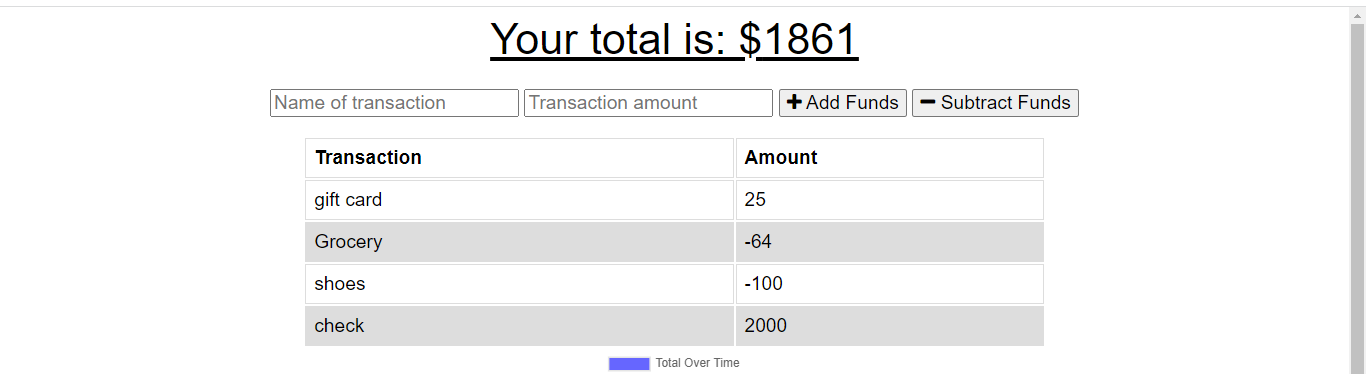 Your total is: $1861
Name of transaction Transaction amount + Add Funds − Subtract Funds
Transaction Amount
gift card 25
Grocery -64
shoes -100
check 2000
Total Over Time